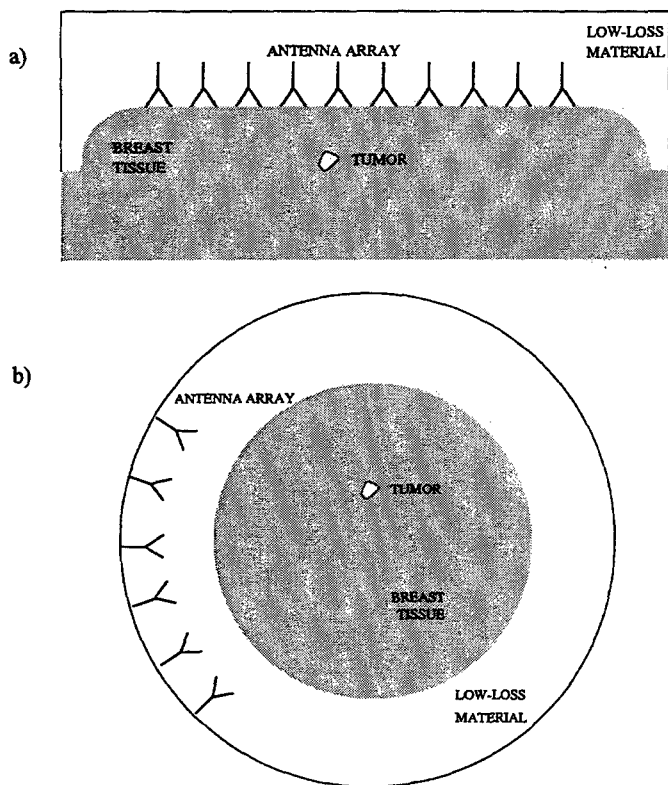 a)
ANTENNA ARRAY
LOW-LOSS
MATERIAL
BREAST
TISSUE
TUMOR
b)
ANTENNA ARRAY
TUMOR
BREAST
TISSUE
LOW-LOSS
MATERIAL